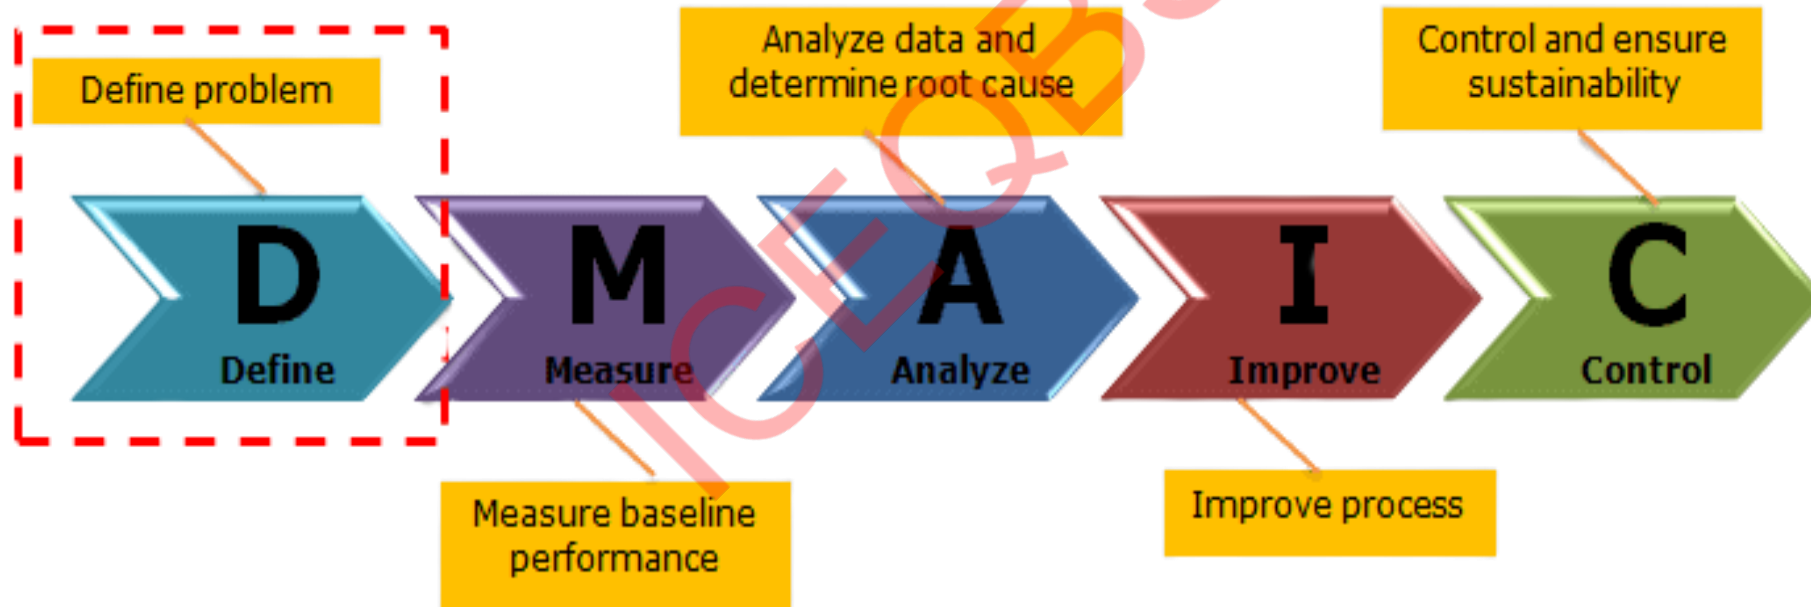 Define problem
Analyze data and
determine root cause
Control and ensure
sustainability
D
Define
M
Measure
A
Analyze
I
Improve
C
Control
Measure baseline
performance
Improve process